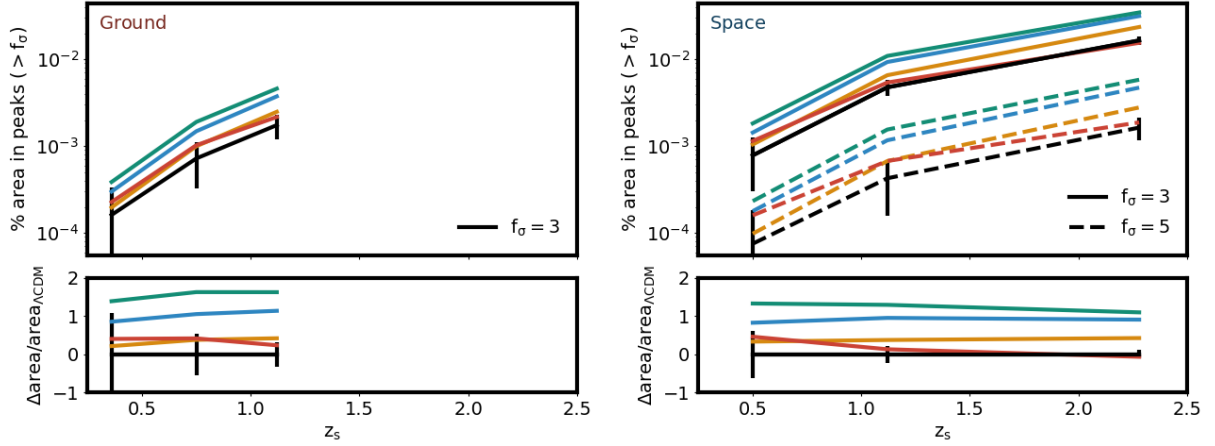 Ground
% area in peaks ( > fσ)
10⁻²
10⁻³
10⁻⁴
fσ = 3
Δarea/areaΛCDM
2
1
0
−1
0.5 1.0 1.5 2.0 2.5
zs
Space
% area in peaks ( > fσ)
10⁻²
10⁻³
10⁻⁴
fσ = 3
fσ = 5
Δarea/areaΛCDM
2
1
0
−1
0.5 1.0 1.5 2.0 2.5
zs